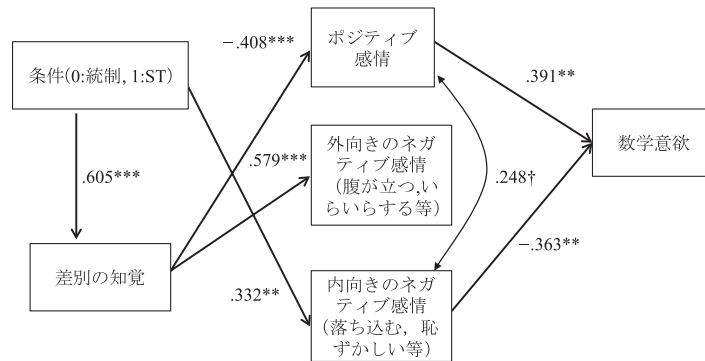 条件(0:統制, 1:ST)
.605***
差別の知覚
−.408***
.579***
.332**
ポジティブ
感情
外向きのネガ
ティブ感情
（腹が立つ,い
らいらする等）
内向きのネガ
ティブ感情
（落ち込む，恥
ずかしい等）
.391**
.248†
−.363**
数学意欲